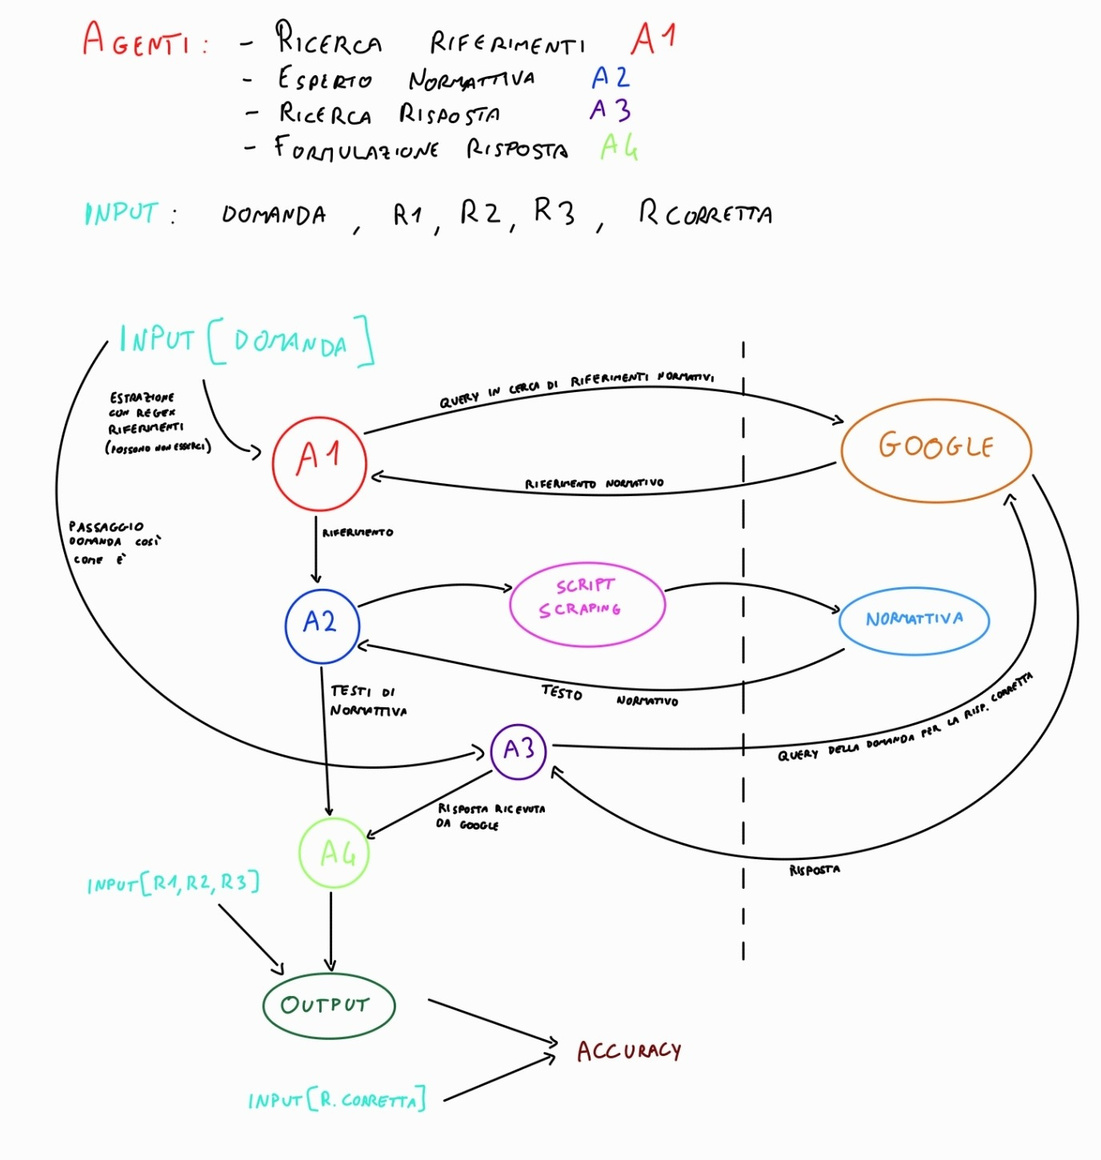 AGENTI: - RICERCA RIFERIMENTI A1
- ESPERTO NORMATTIVA A2
- RICERCA RISPOSTA A3
- FORMULAZIONE RISPOSTA A4
INPUT: DOMANDA, R1, R2, R3, R CORRETTA
INPUT [DOMANDA]
ESTRAZIONE
CON REGEX
RIFERIMENTI
(POSSONO NON ESSERCI)
QUERY IN CERCA DI RIFERIMENTI NORMATIVI
A1
GOOGLE
RIFERIMENTO NORMATIVO
PASSAGGIO
DOMANDA COSÌ
COME È
RIFERIMENTO
A2
SCRIPT
SCRAPING
NORMATTIVA
TESTI DI
NORMATTIVA
TESTO NORMATIVO
A3
QUERY DELLA DOMANDA PER LA RISP. CORRETTA
RISPOSTA RICEVUTA
DA GOOGLE
A4
RISPOSTA
INPUT[R1, R2, R3]
OUTPUT
ACCURACY
INPUT[R. CORRETTA]